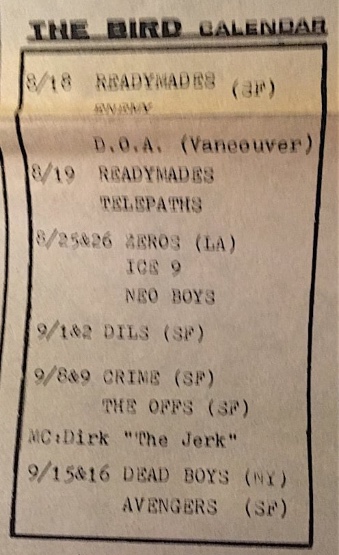 THE BIRD CALENDAR
8/18 READYMADES (SF)
ENEMY
D.O.A. (Vancouver)
8/19 READYMADES
TELEPATHS
8/25&26 ZEROS (LA)
ICE 9
NEO BOYS
9/1&2 DILS (SF)
9/8&9 CRIME (SF)
THE OFFS (SF)
MC:Dirk "The Jerk"
9/15&16 DEAD BOYS (NY)
AVENGERS (SF)